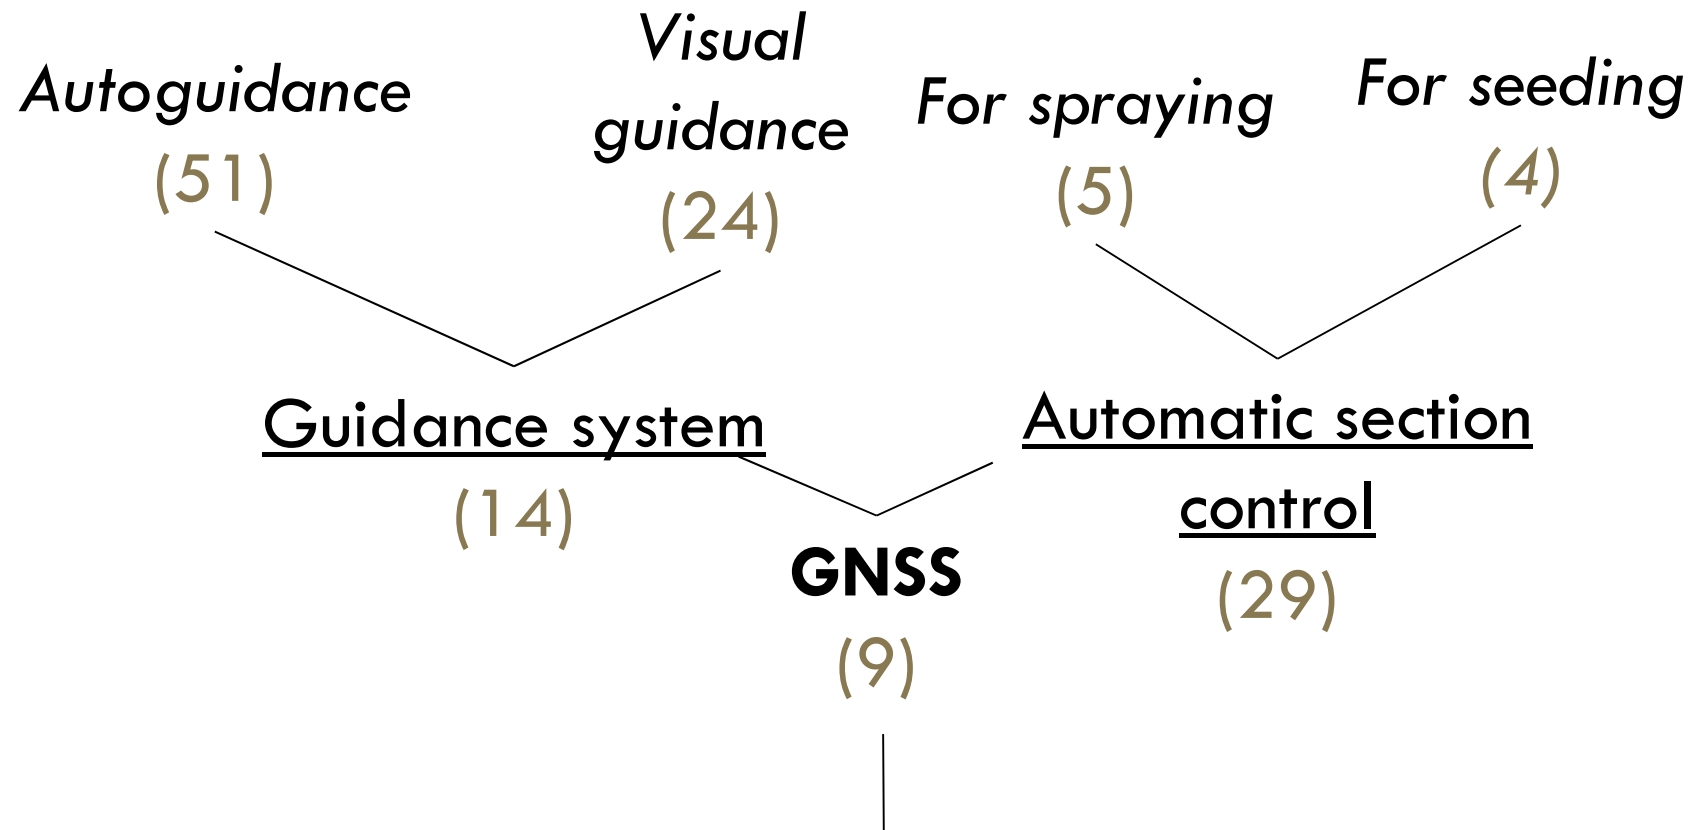 Autoguidance
(51)
Visual
guidance
(24)
For spraying
(5)
For seeding
(4)
Guidance system
(14)
Automatic section
control
(29)
GNSS
(9)